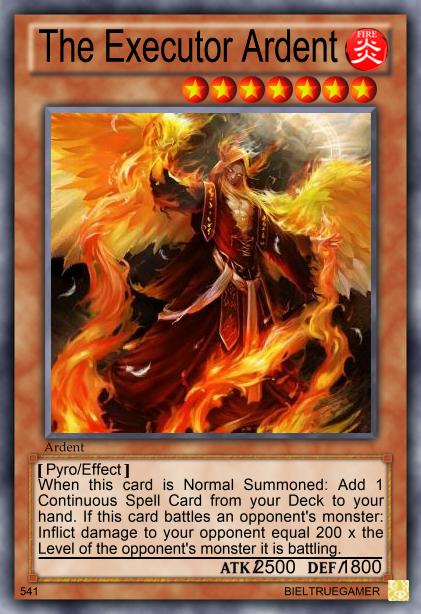 The Executor Ardent
FIRE
炎
Ardent
[ Pyro/Effect ]
When this card is Normal Summoned: Add 1
Continuous Spell Card from your Deck to your
hand. If this card battles an opponent's monster:
Inflict damage to your opponent equal 200 x the
Level of the opponent's monster it is battling.
ATK/2500 DEF/1800
541 BIELTRUEGAMER